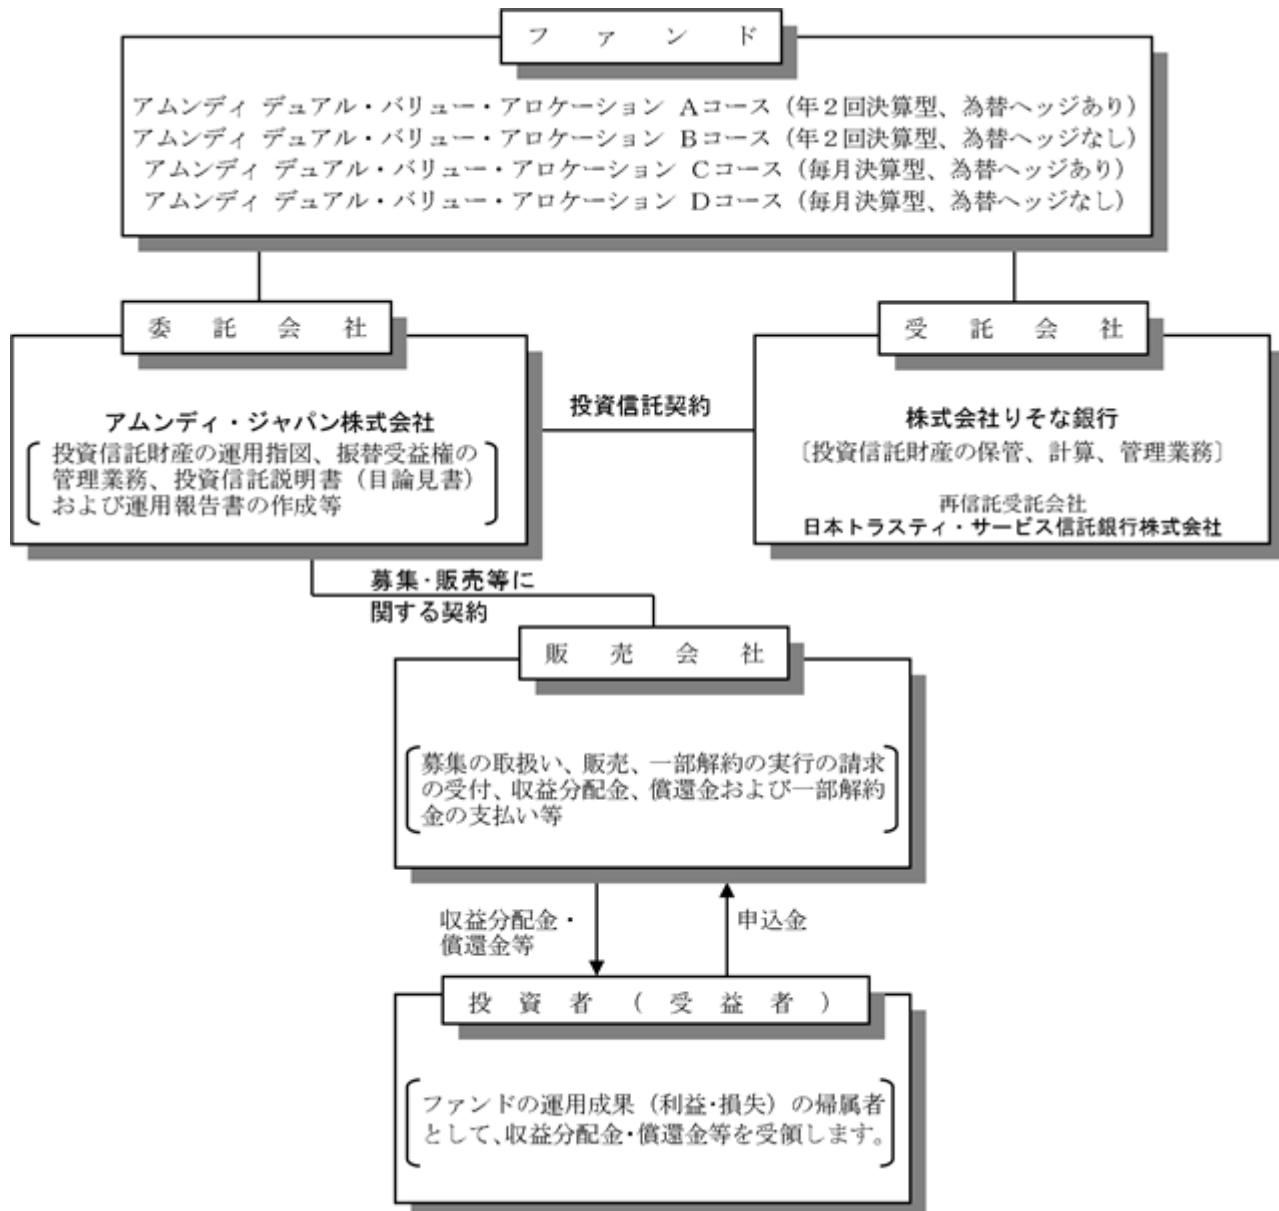 ファンド
アムンディ デュアル・バリュー・アロケーション Aコース（年２回決算型、為替ヘッジあり）
アムンディ デュアル・バリュー・アロケーション Bコース（年２回決算型、為替ヘッジなし）
アムンディ デュアル・バリュー・アロケーション Cコース（毎月決算型、為替ヘッジあり）
アムンディ デュアル・バリュー・アロケーション Dコース（毎月決算型、為替ヘッジなし）
委託会社
アムンディ・ジャパン株式会社
投資信託財産の運用指図、振替受益権の
管理業務、投資信託説明書（目論見書）
および運用報告書の作成等
投資信託契約
受託会社
株式会社りそな銀行
〔投資信託財産の保管、計算、管理業務〕
再信託受託会社
日本トラスティ・サービス信託銀行株式会社
募集・販売等に
関する契約
販売会社
募集の取扱い、販売、一部解約の実行の請求
の受付、収益分配金、償還金および一部解約
金の支払い等
収益分配金・
償還金等
申込金
投資者（受益者）
ファンドの運用成果（利益・損失）の帰属者
として、収益分配金・償還金等を受領します。